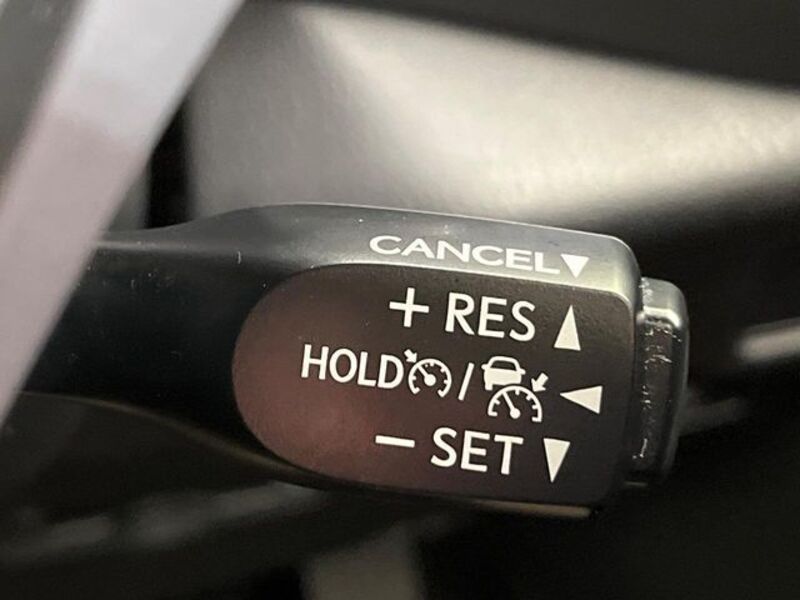 CANCEL▼
+ RES ▲
HOLD / ◀
− SET ▼